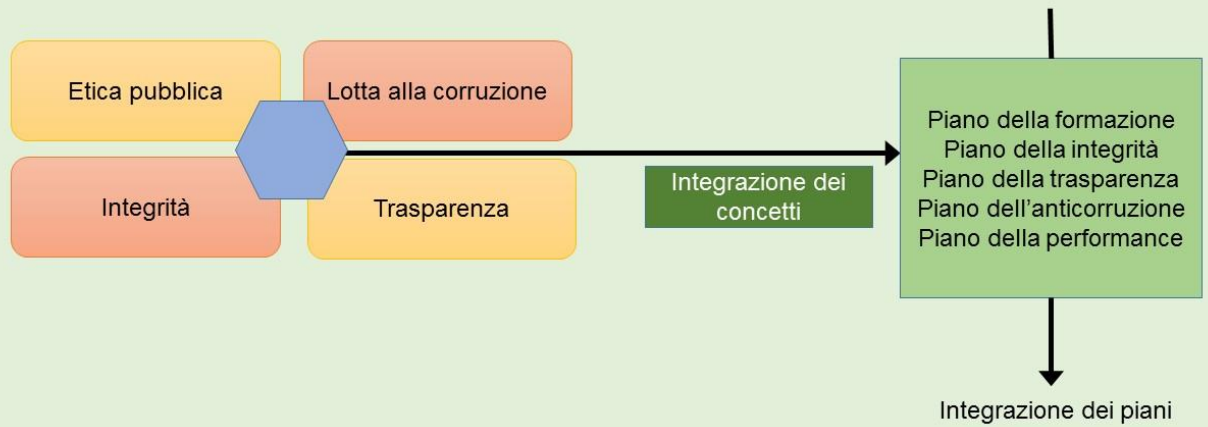 Etica pubblica
Lotta alla corruzione
Integrità
Trasparenza
Integrazione dei
concetti
Piano della formazione
Piano della integrità
Piano della trasparenza
Piano dell’anticorruzione
Piano della performance
Integrazione dei piani